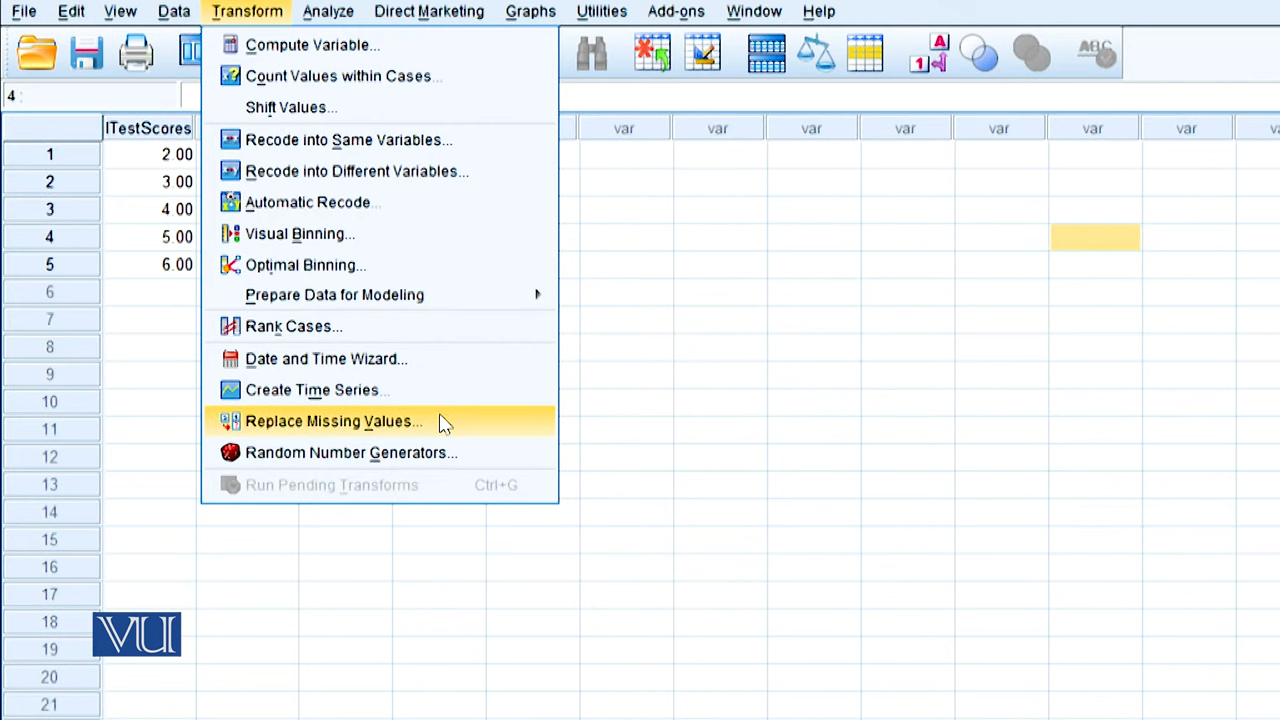 File Edit View Data Transform Analyze Direct Marketing Graphs Utilities Add-ons Window Help
Compute Variable...
Count Values within Cases...
Shift Values...
Recode into Same Variables...
Recode into Different Variables...
Automatic Recode...
Visual Binning...
Optimal Binning...
Prepare Data for Modeling
Rank Cases...
Date and Time Wizard...
Create Time Series...
Replace Missing Values...
Random Number Generators...
Run Pending Transforms Ctrl+G
A
1
ABC
4 :
ITestScores var var var var var var var
1 2.00
2 3.00
3 4.00
4 5.00
5 6.00
6
7
8
9
10
11
12
13
14
15
16
17
18
19
20
21
VU